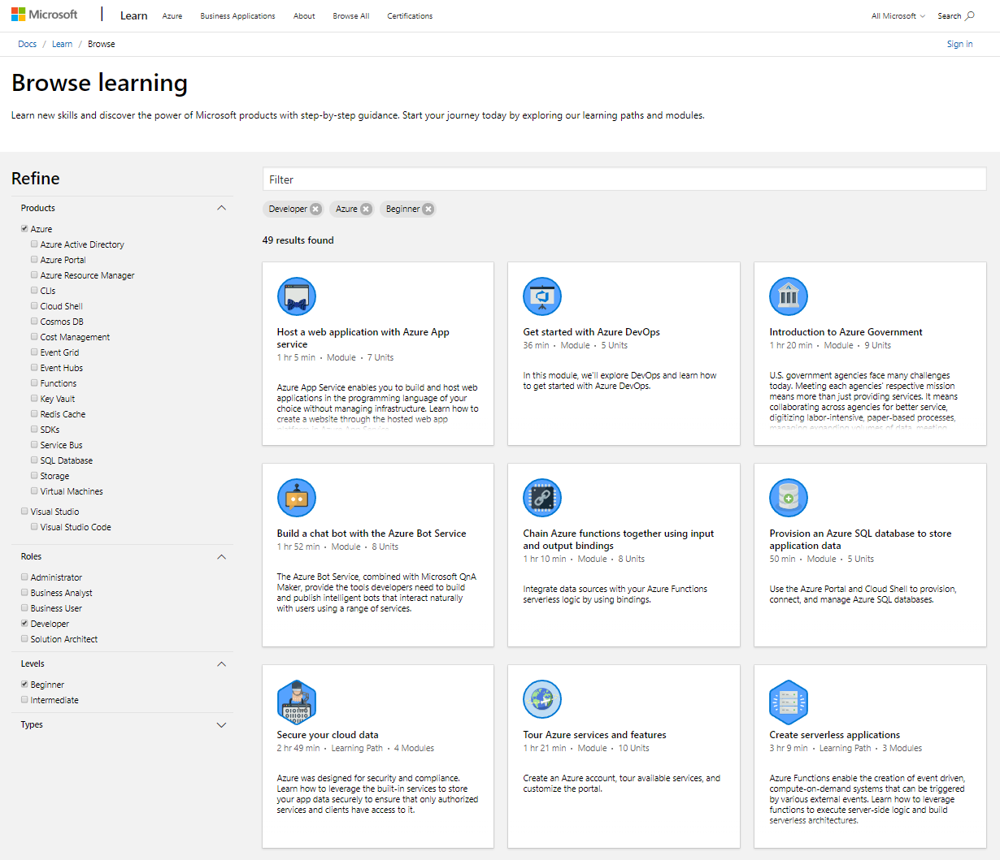 Microsoft
Learn Azure Business Applications About Browse All Certifications All Microsoft Search
Docs / Learn / Browse Sign in
Browse learning
Learn new skills and discover the power of Microsoft products with step-by-step guidance. Start your journey today by exploring our learning paths and modules.
Refine
Products
Azure
Azure Active Directory
Azure Portal
Azure Resource Manager
CLIs
Cloud Shell
Cosmos DB
Cost Management
Event Grid
Event Hubs
Functions
Key Vault
Redis Cache
SDKs
Service Bus
SQL Database
Storage
Virtual Machines
Visual Studio
Visual Studio Code
Roles
Administrator
Business Analyst
Business User
Developer
Solution Architect
Levels
Beginner
Intermediate
Types
Filter
Developer Azure Beginner
49 results found
Host a web application with Azure App
service
1 hr 5 min • Module • 7 Units
Azure App Service enables you to build and host web
applications in the programming language of your
choice without managing infrastructure. Learn how to
create a website through the hosted web app
platform in Azure App Service.
Get started with Azure DevOps
36 min • Module • 5 Units
In this module, we'll explore DevOps and learn how
to get started with Azure DevOps.
Introduction to Azure Government
1 hr 20 min • Module • 9 Units
U.S. government agencies face many challenges
today. Meeting each agencies' respective mission
means more than just providing services. It means
collaborating across agencies for better service,
digitizing labor-intensive, paper-based processes,
managing expanding volumes of data, meeting
Build a chat bot with the Azure Bot Service
1 hr 52 min • Module • 8 Units
The Azure Bot Service, combined with Microsoft QnA
Maker, provide the tools developers need to build
and publish intelligent bots that interact naturally
with users using a range of services.
Chain Azure functions together using input
and output bindings
1 hr 10 min • Module • 8 Units
Integrate data sources with your Azure Functions
serverless logic by using bindings.
Provision an Azure SQL database to store
application data
50 min • Module • 5 Units
Use the Azure Portal and Cloud Shell to provision,
connect, and manage Azure SQL databases.
Secure your cloud data
2 hr 49 min • Learning Path • 4 Modules
Azure was designed for security and compliance.
Learn how to leverage the built-in services to store
your app data securely to ensure that only authorized
services and clients have access to it.
Tour Azure services and features
1 hr 21 min • Module • 10 Units
Create an Azure account, tour available services, and
customize the portal.
Create serverless applications
3 hr 9 min • Learning Path • 3 Modules
Azure Functions enable the creation of event driven,
compute-on-demand systems that can be triggered
by various external events. Learn how to leverage
functions to execute server-side logic and build
serverless architectures.